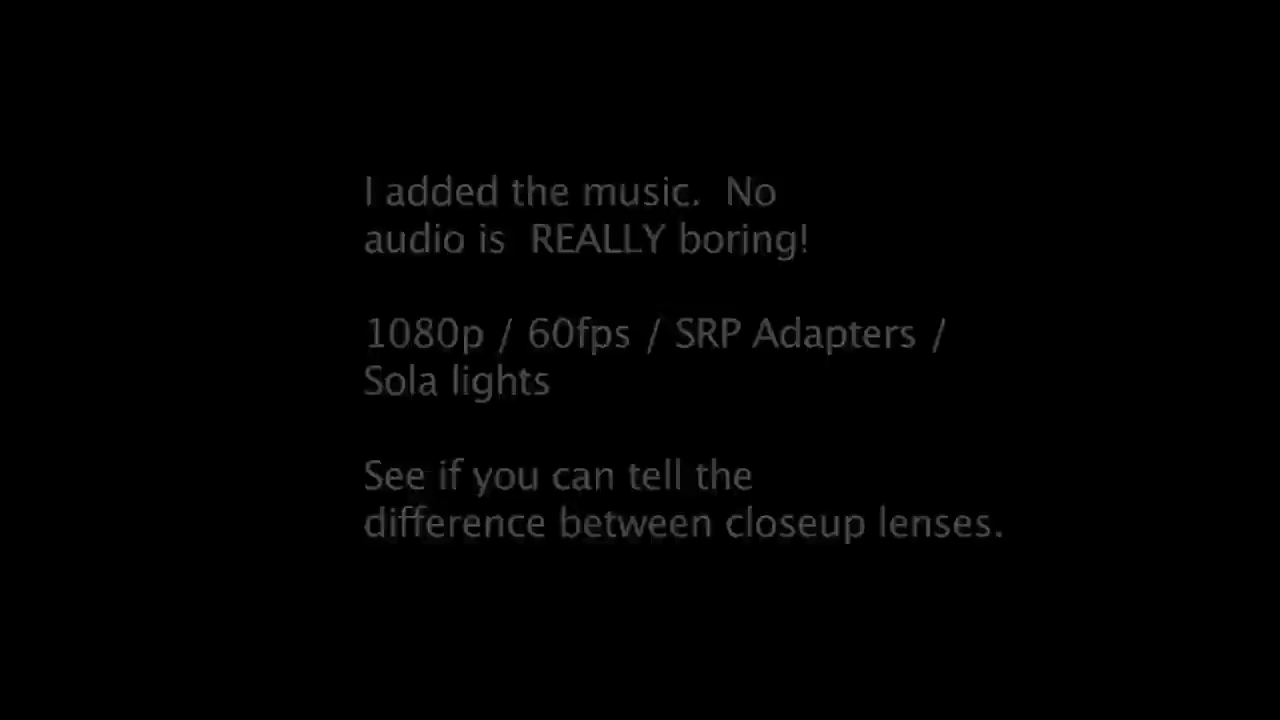 I added the music.  No
audio is  REALLY boring!
1080p / 60fps / SRP Adapters /
Sola lights
See if you can tell the
difference between closeup lenses.